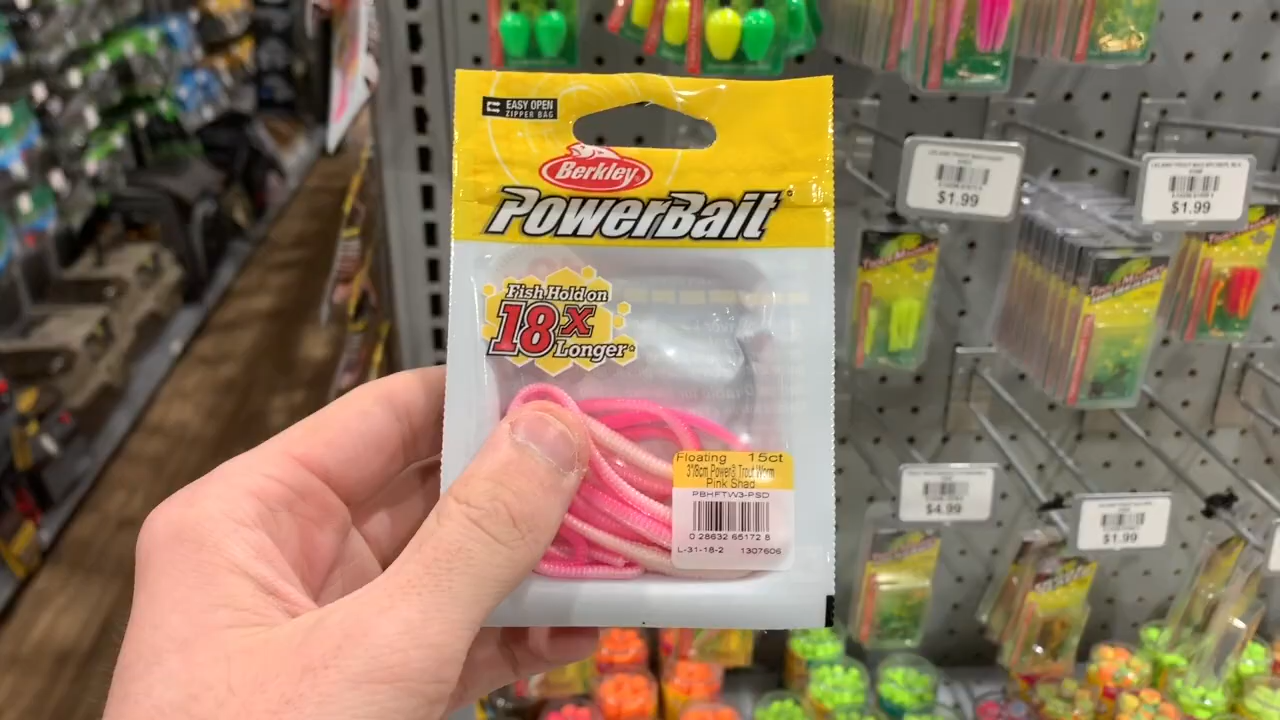 EASY OPEN
ZIPPER BAG
Berkley
PowerBait
Fish Hold on
18x
Longer
Floating 15ct
3"|8cm Power® Trout Worm
Pink Shad
PBHFTW3-PSD
0 28632 65172 8
L-31-18-2 1307606
$1.99
$1.99
$4.99
$1.99